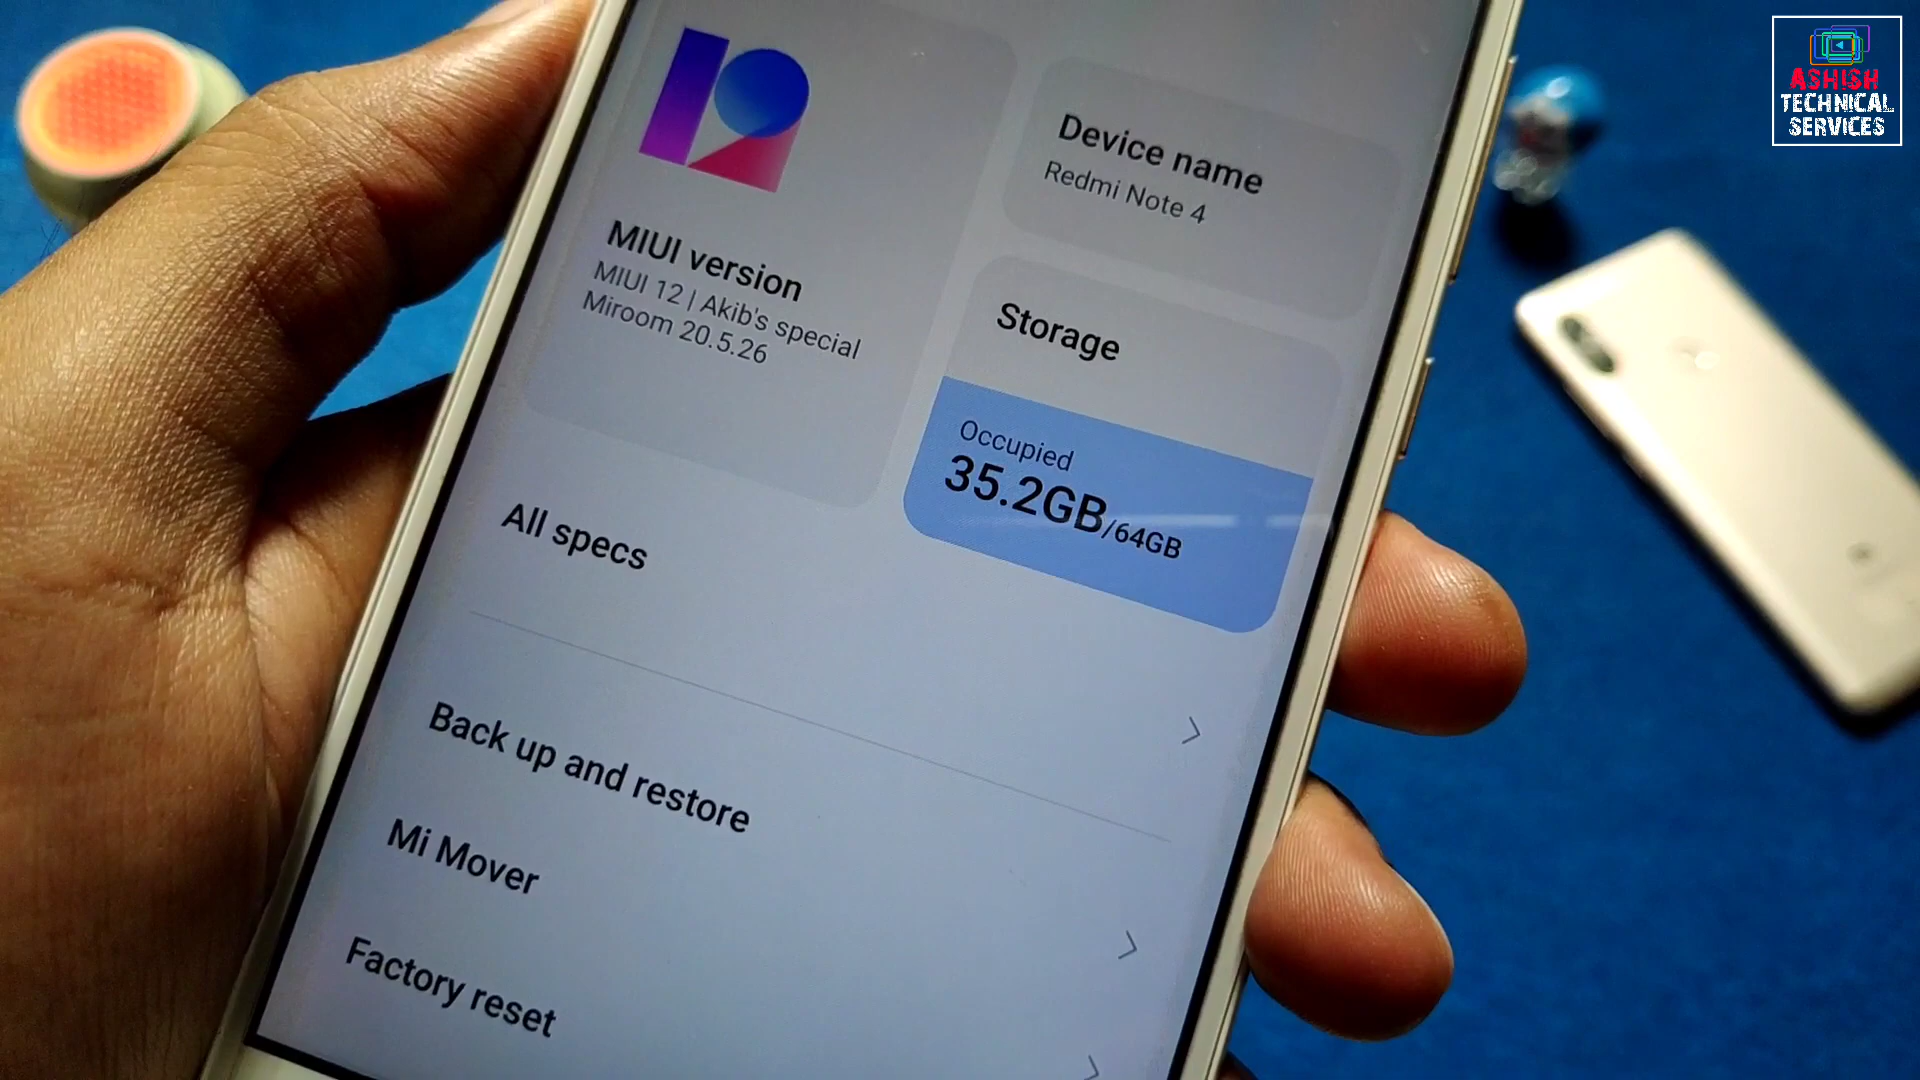 MIUI version
MIUI 12 | Akib's special
Miroom 20.5.26
Device name
Redmi Note 4
Storage
Occupied
35.2GB/64GB
All specs
Back up and restore
Mi Mover
Factory reset
ASHISH
TECHNICAL
SERVICES